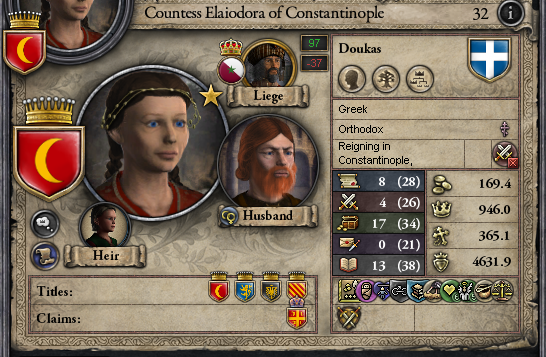 Countess Elaiodora of Constantinople
32
97
-37
Doukas
Liege
Greek
Orthodox
Reigning in
Constantinople,
8 (28)
169.4
4 (26)
946.0
Husband
17 (34)
365.1
0 (21)
Heir
13 (38)
4631.9
Titles:
Claims: